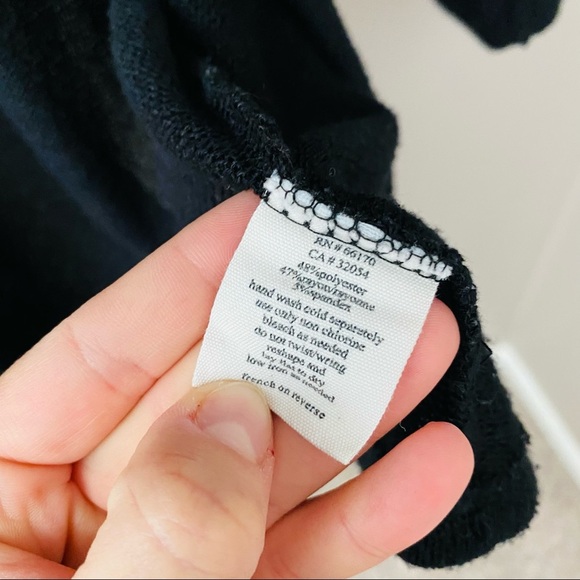 RN# 66170
CA # 32054
48%polyester
47%rayon/rayonne
5%spandex
hand wash cold separately
use only non chlorine
bleach as needed
do not twist/wring
reshape and
lay flat to dry
low iron as needed
french on reverse